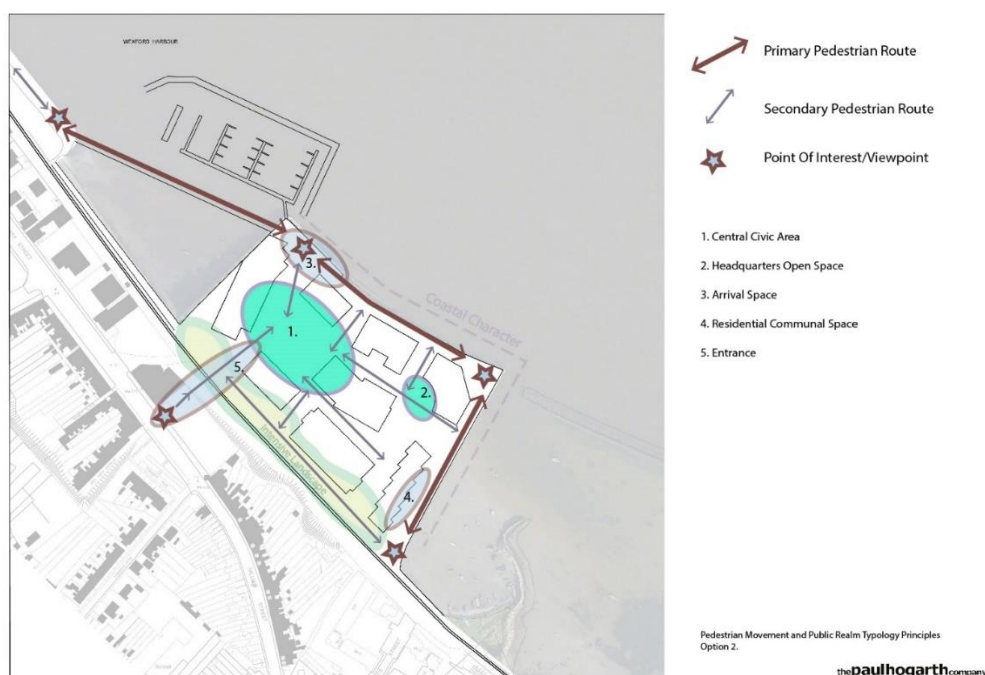 WEXFORD HARBOUR
3.
Coastal Character
1.
5.
2.
Intensive Landscape
4.
Primary Pedestrian Route
Secondary Pedestrian Route
Point Of Interest/Viewpoint
1. Central Civic Area
2. Headquarters Open Space
3. Arrival Space
4. Residential Communal Space
5. Entrance
Pedestrian Movement and Public Realm Typology Principles
Option 2.
thepaulhogarthcompany